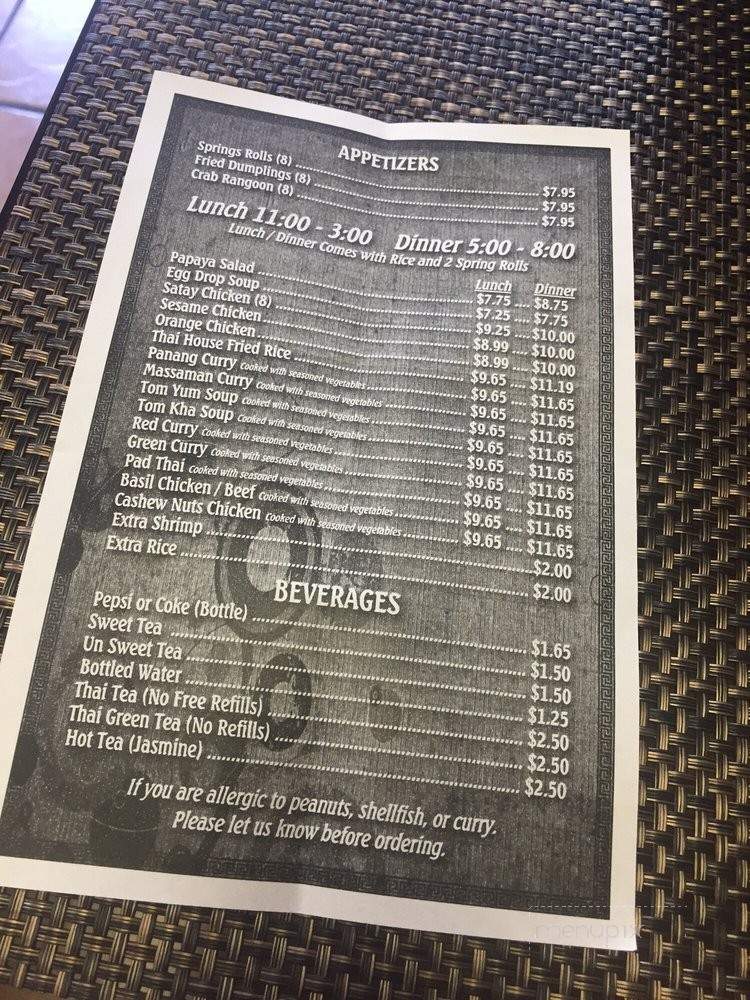 APPETIZERS
Springs Rolls (8) $7.95
Fried Dumplings (8) $7.95
Crab Rangoon (8) $7.95
Lunch 11:00 - 3:00 Dinner 5:00 - 8:00
Lunch / Dinner Comes with Rice and 2 Spring Rolls
Lunch Dinner
Papaya Salad $7.75 $8.75
Egg Drop Soup $7.25 $7.75
Satay Chicken (8) $9.25 $10.00
Sesame Chicken $8.99 $10.00
Orange Chicken $8.99 $10.00
Thai House Fried Rice $9.65 $11.19
Panang Curry cooked with seasoned vegetables $9.65 $11.65
Massaman Curry cooked with seasoned vegetables $9.65 $11.65
Tom Yum Soup cooked with seasoned vegetables $9.65 $11.65
Tom Kha Soup cooked with seasoned vegetables $9.65 $11.65
Red Curry cooked with seasoned vegetables $9.65 $11.65
Green Curry cooked with seasoned vegetables $9.65 $11.65
Pad Thai cooked with seasoned vegetables $9.65 $11.65
Basil Chicken / Beef cooked with seasoned vegetables $9.65 $11.65
Cashew Nuts Chicken cooked with seasoned vegetables $9.65 $11.65
Extra Shrimp $2.00
Extra Rice $2.00
BEVERAGES
Pepsi or Coke (Bottle) $1.65
Sweet Tea $1.50
Un Sweet Tea $1.50
Bottled Water $1.25
Thai Tea (No Free Refills) $2.50
Thai Green Tea (No Refills) $2.50
Hot Tea (Jasmine) $2.50
If you are allergic to peanuts, shellfish, or curry.
Please let us know before ordering.
menupix